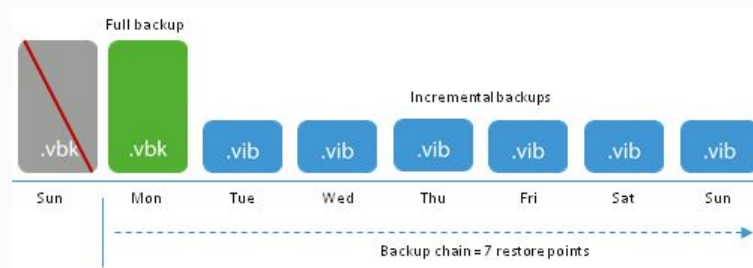 Full backup
Incremental backups
.vbk .vbk .vib .vib .vib .vib .vib .vib
Sun Mon Tue Wed Thu Fri Sat Sun
Backup chain = 7 restore points